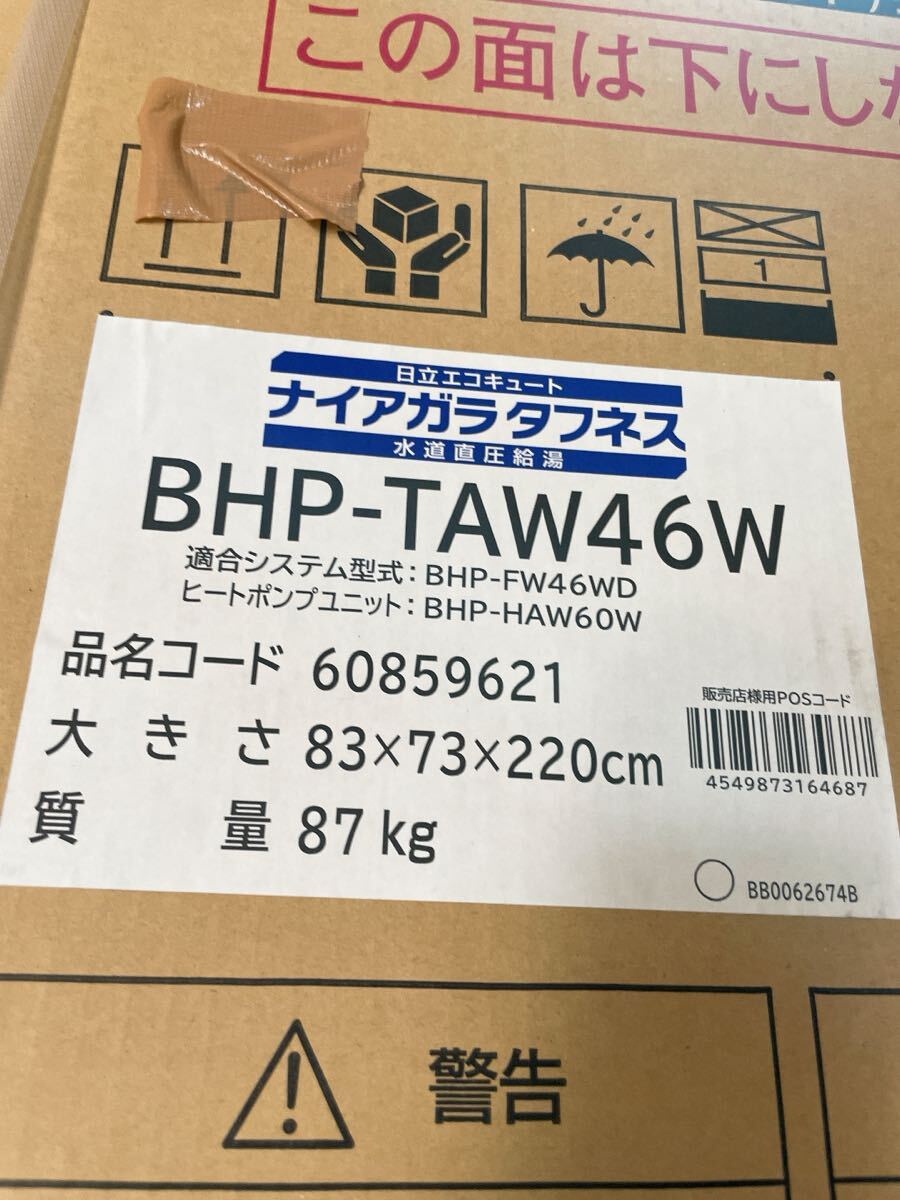 この面は下にし
1
日立エコキュート
ナイアガラ タフネス
水道直圧給湯
BHP-TAW46W
適合システム型式：BHP-FW46WD
ヒートポンプユニット：BHP-HAW60W
品名コード 60859621
大きさ 83×73×220cm
質量 87kg
販売店様用POSコード
4549873164687
BB0062674B
警告